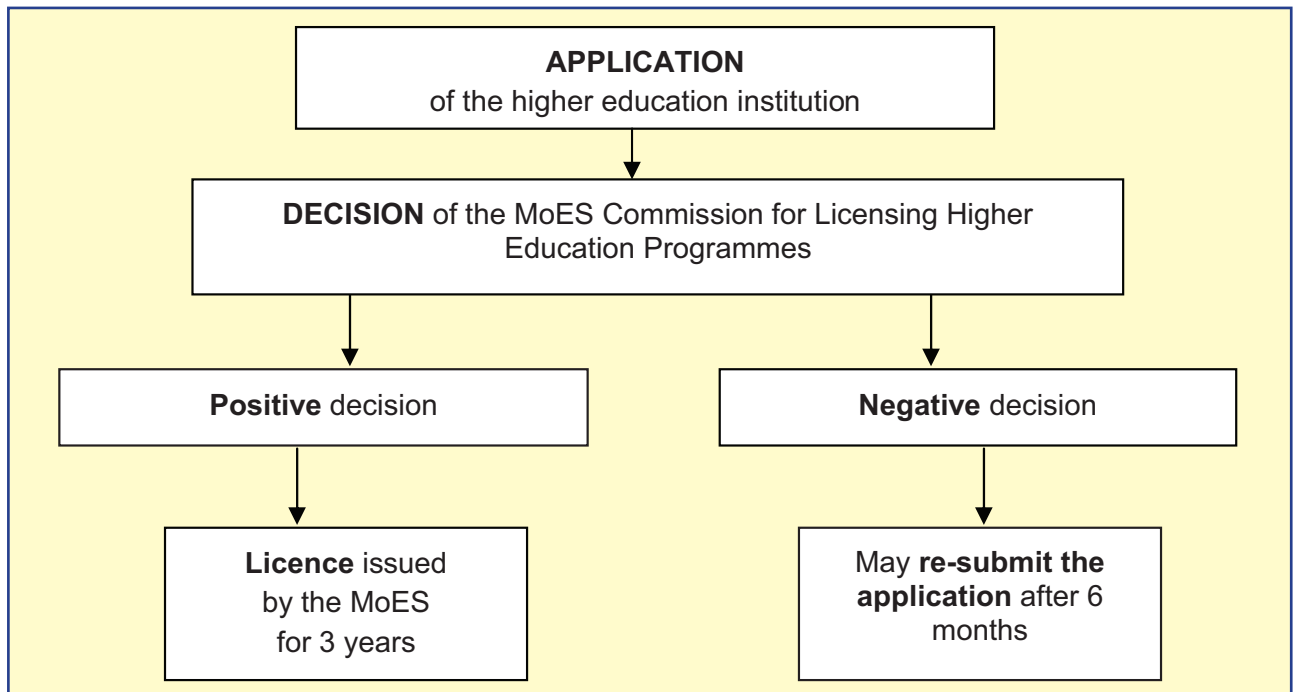 APPLICATION
of the higher education institution
DECISION of the MoES Commission for Licensing Higher
Education Programmes
Positive decision
Negative decision
Licence issued
by the MoES
for 3 years
May re-submit the
application after 6
months